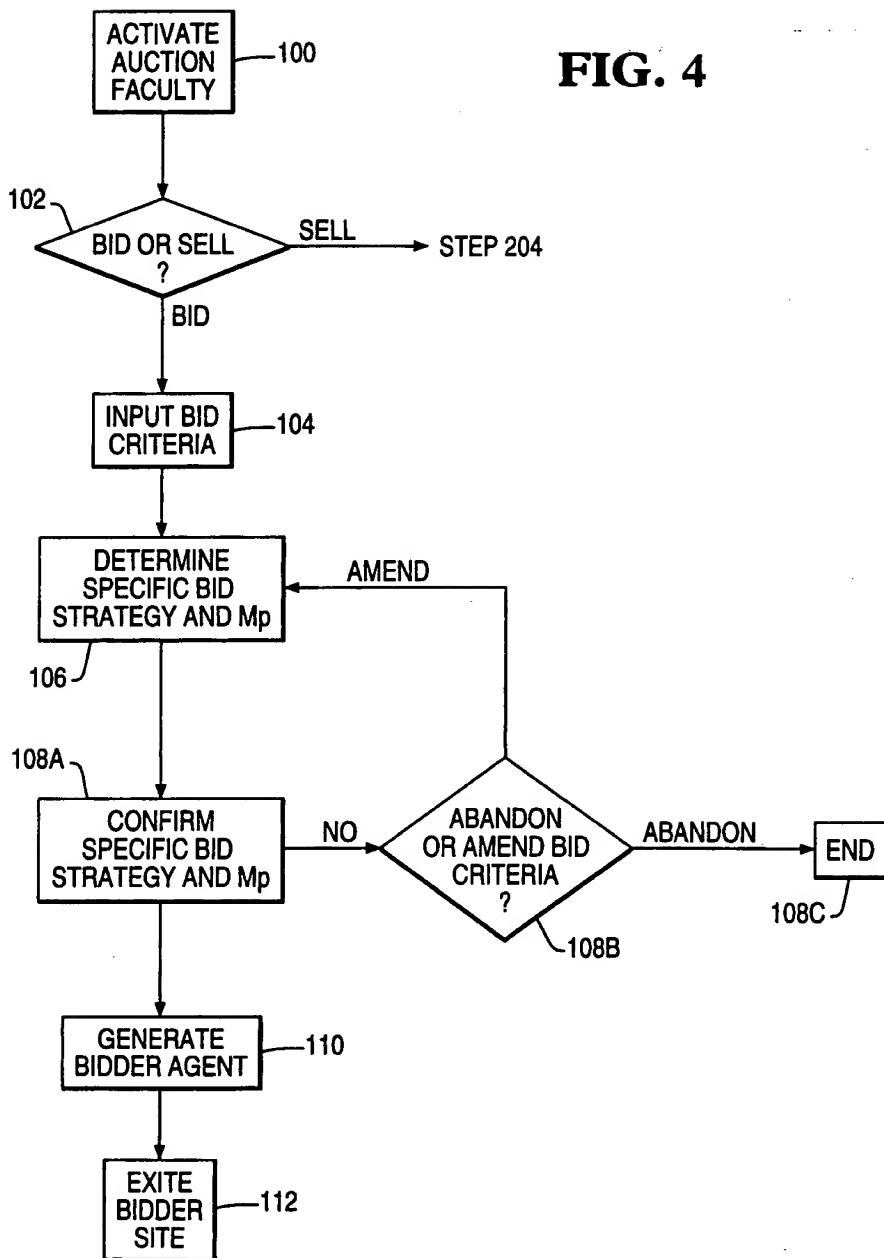 FIG. 4
ACTIVATE
AUCTION
FACULTY
100
102
BID OR SELL
?
SELL
STEP 204
BID
INPUT BID
CRITERIA
104
DETERMINE
SPECIFIC BID
STRATEGY AND Mp
AMEND
106
108A
CONFIRM
SPECIFIC BID
STRATEGY AND Mp
NO
ABANDON
OR AMEND BID
CRITERIA
?
ABANDON
END
108B
108C
GENERATE
BIDDER AGENT
110
EXITE
BIDDER
SITE
112